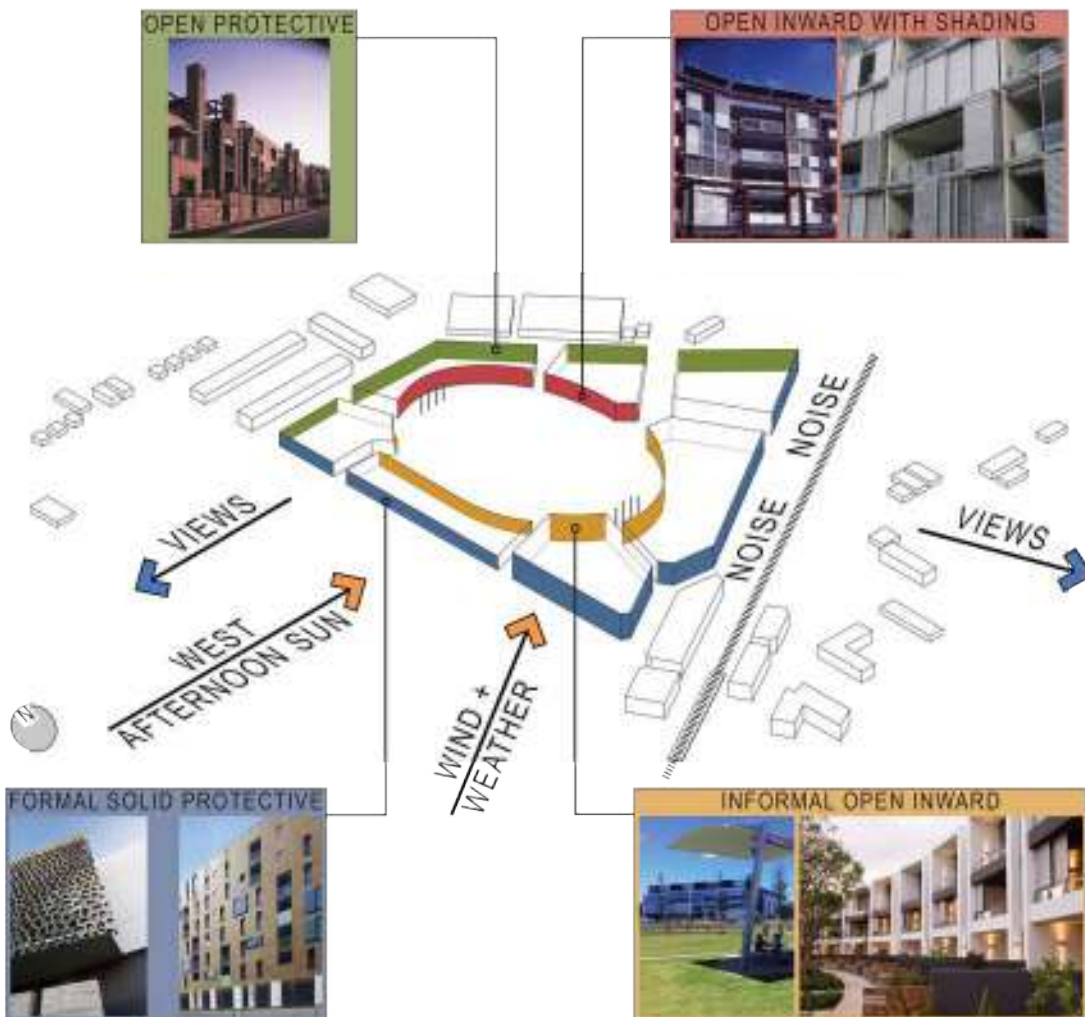 OPEN PROTECTIVE
OPEN INWARD WITH SHADING
NOISE
NOISE
VIEWS
VIEWS
WEST
AFTERNOON SUN
WIND +
WEATHER
N
FORMAL SOLID PROTECTIVE
INFORMAL OPEN INWARD